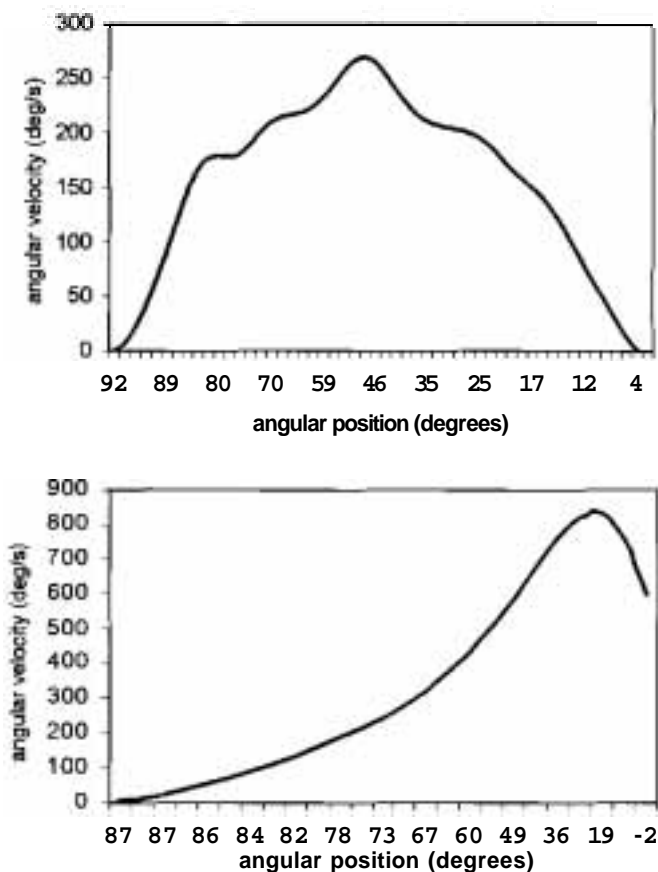 300
250
200
150
100
50
0
angular velocity (deg/s)
92 89 80 70 59 46 35 25 17 12 4
angular position (degrees)
900
800
700
600
500
400
300
200
100
0
angular velocity (deg/s)
87 87 86 84 82 78 73 67 60 49 36 19 -2
angular position (degrees)